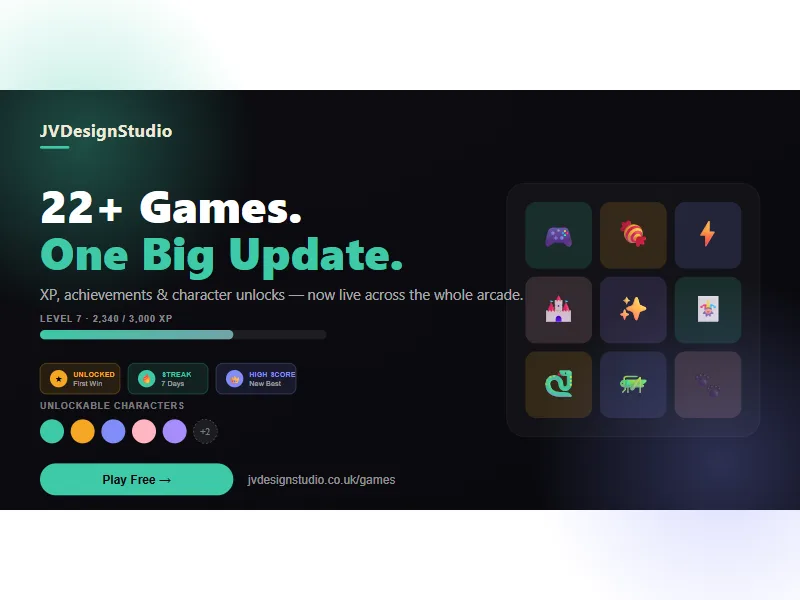 JVDesignStudio
22+ Games.
One Big Update.
XP, achievements & character unlocks — now live across the whole arcade.
LEVEL 7 · 2,340 / 3,000 XP
UNLOCKED
First Win
STREAK
7 Days
HIGH SCORE
New Best
UNLOCKABLE CHARACTERS
+2
Play Free →
jvdesignstudio.co.uk/games